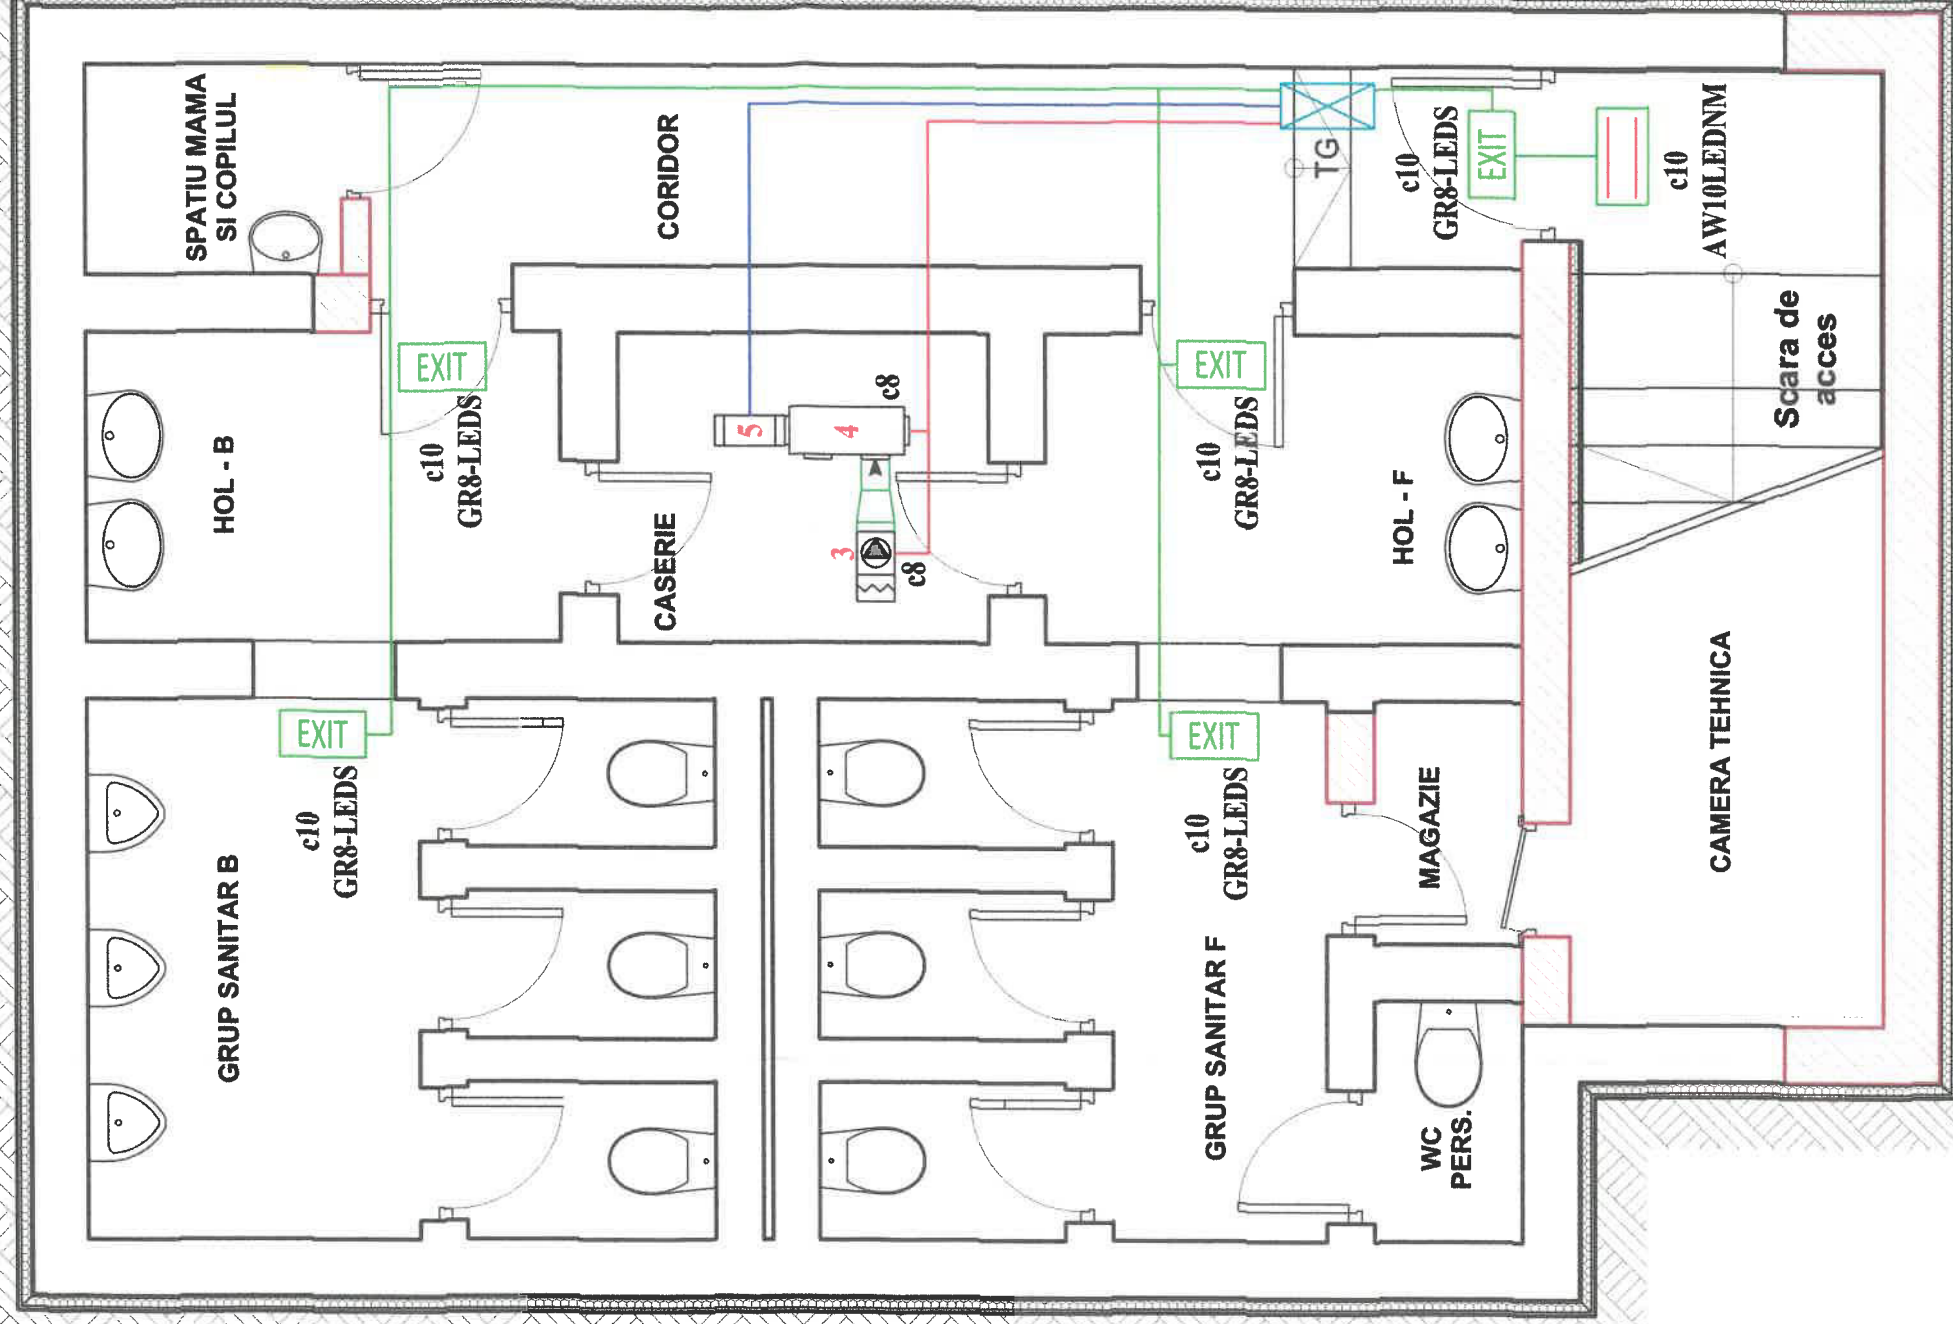 SPATIU MAMA
SI COPILUL
CORIDOR
TG
c10
GR8-LEDS
EXIT
c10
AW10LEDNM
HOL - B
EXIT
c10
GR8-LEDS
5
4
c8
3
c8
CASERIE
EXIT
c10
GR8-LEDS
HOL - F
Scara de
acces
EXIT
c10
GR8-LEDS
GRUP SANITAR B
EXIT
c10
GR8-LEDS
GRUP SANITAR F
MAGAZIE
CAMERA TEHNICA
WC
PERS.